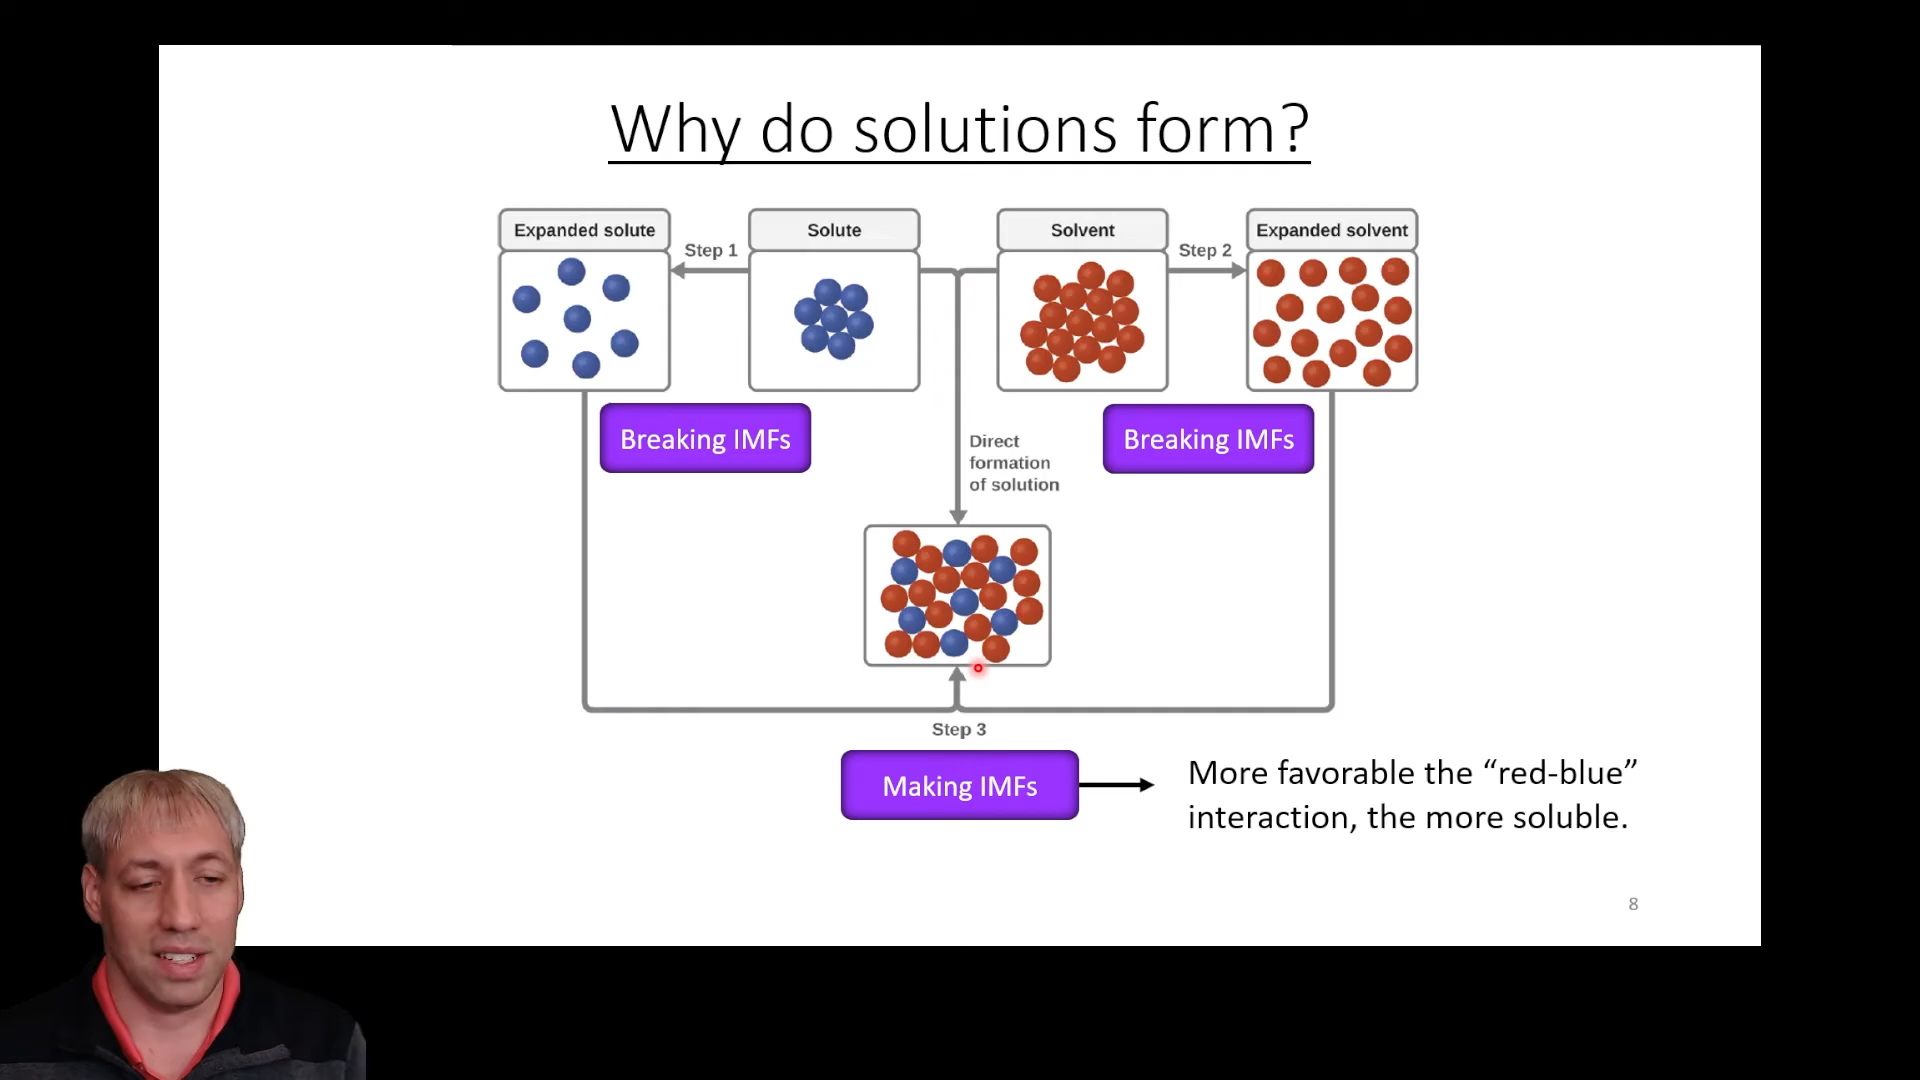 Why do solutions form?
Expanded solute
Step 1
Solute
Solvent
Step 2
Expanded solvent
Breaking IMFs
Direct
formation
of solution
Breaking IMFs
Step 3
Making IMFs
More favorable the “red-blue”
interaction, the more soluble.
8